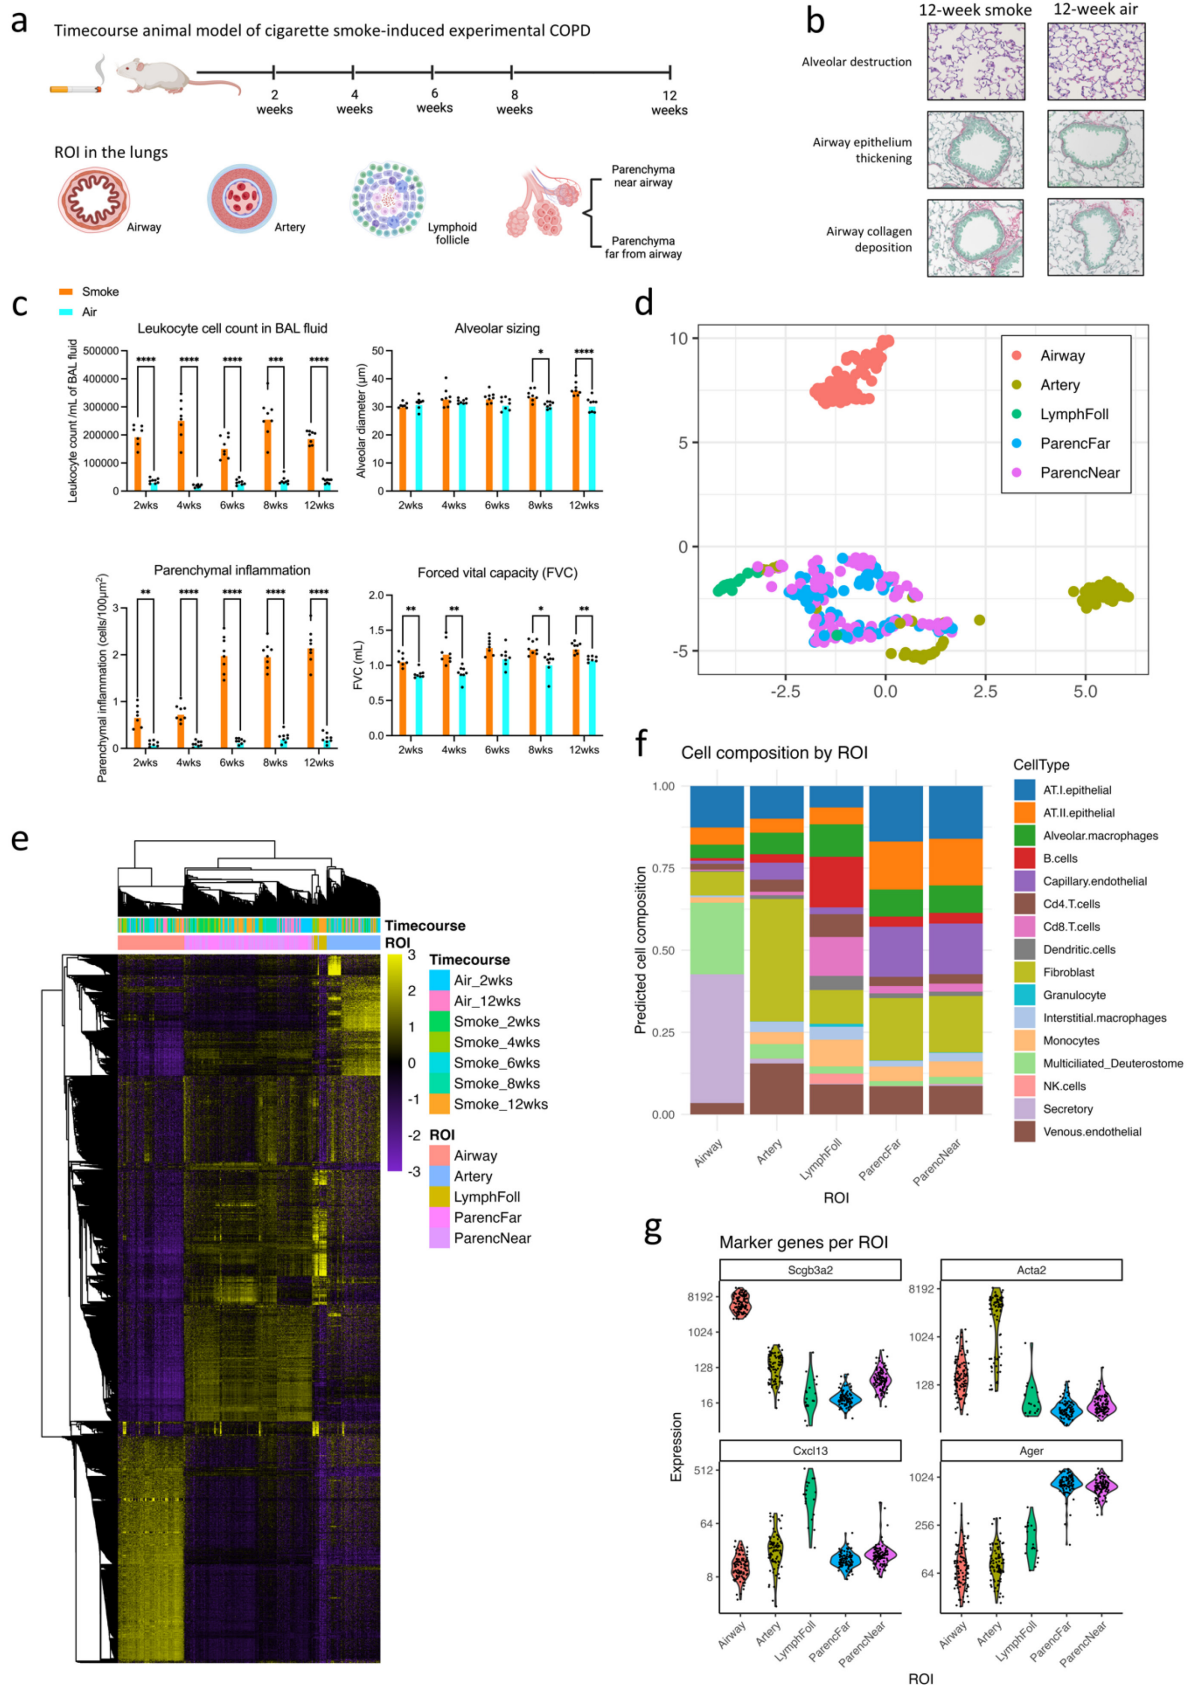 a
Timecourse animal model of cigarette smoke-induced experimental COPD
2
weeks
4
weeks
6
weeks
8
weeks
12
weeks
ROI in the lungs
Airway
Artery
Lymphoid
follicle
Parenchyma
near airway
Parenchyma
far from airway
b
12-week smoke
12-week air
Alveolar destruction
Airway epithelium
thickening
Airway collagen
deposition
c
Smoke
Air
Leukocyte cell count in BAL fluid
Leukocyte count /mL of BAL fluid
500000
400000
300000
200000
100000
0
**** **** **** *** ****
2wks 4wks 6wks 8wks 12wks
Alveolar sizing
Alveolar diameter (μm)
50
40
30
20
10
0
* ****
2wks 4wks 6wks 8wks 12wks
Parenchymal inflammation
Parenchymal inflammation (cells/100μm²)
3
2
1
0
** **** **** **** ****
2wks 4wks 6wks 8wks 12wks
Forced vital capacity (FVC)
FVC (mL)
2.0
1.5
1.0
0.5
0.0
** ** * **
2wks 4wks 6wks 8wks 12wks
d
10
5
0
-5
-2.5 0.0 2.5 5.0
Airway
Artery
LymphFoll
ParencFar
ParencNear
e
Timecourse
ROI
3
2
1
0
-1
-2
-3
Timecourse
Air_2wks
Air_12wks
Smoke_2wks
Smoke_4wks
Smoke_6wks
Smoke_8wks
Smoke_12wks
ROI
Airway
Artery
LymphFoll
ParencFar
ParencNear
f
Cell composition by ROI
Predicted cell composition
1.00
0.75
0.50
0.25
0.00
Airway
Artery
LymphFoll
ParencFar
ParencNear
ROI
CellType
AT.I.epithelial
AT.II.epithelial
Alveolar.macrophages
B.cells
Capillary.endothelial
Cd4.T.cells
Cd8.T.cells
Dendritic.cells
Fibroblast
Granulocyte
Interstitial.macrophages
Monocytes
Multiciliated_Deuterostome
NK.cells
Secretory
Venous.endothelial
g
Marker genes per ROI
Expression
Scgb3a2
8192
1024
128
16
Acta2
8192
1024
128
Cxcl13
512
64
8
Ager
1024
256
64
Airway
Artery
LymphFoll
ParencFar
ParencNear
Airway
Artery
LymphFoll
ParencFar
ParencNear
ROI